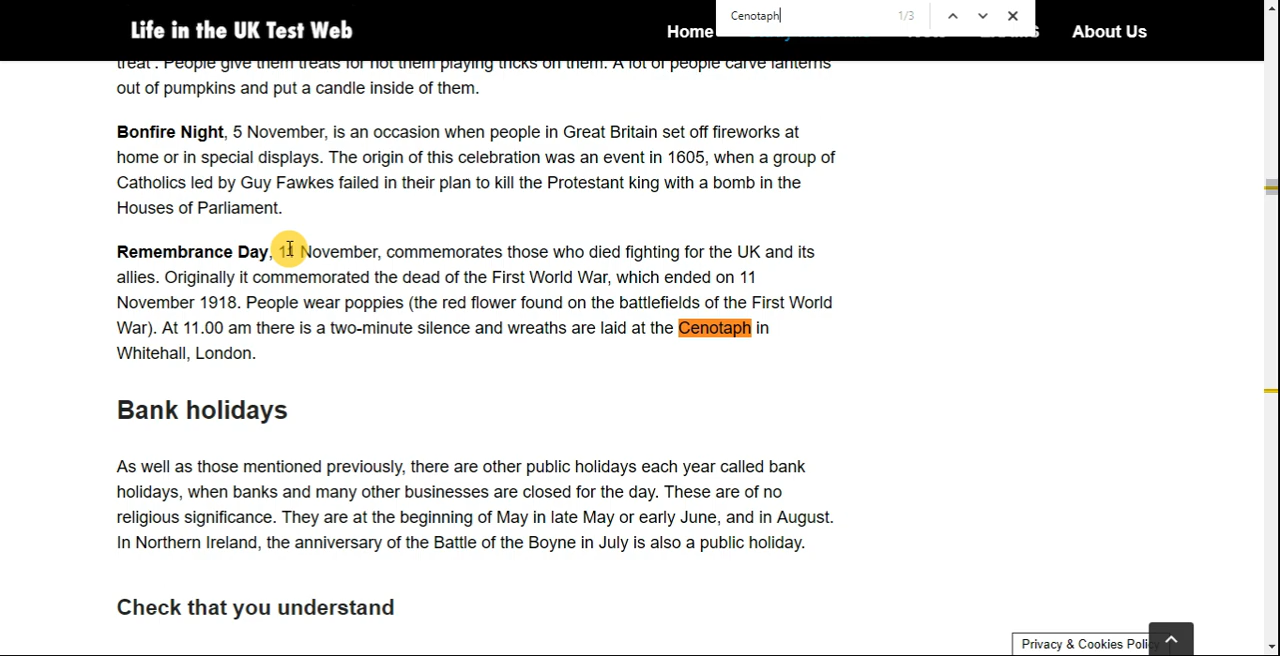 Life in the UK Test Web
Cenotaph
1/3
Home
About Us
treat'. People give them treats for not them playing tricks on them. A lot of people carve lanterns
out of pumpkins and put a candle inside of them.
Bonfire Night, 5 November, is an occasion when people in Great Britain set off fireworks at
home or in special displays. The origin of this celebration was an event in 1605, when a group of
Catholics led by Guy Fawkes failed in their plan to kill the Protestant king with a bomb in the
Houses of Parliament.
Remembrance Day, 11 November, commemorates those who died fighting for the UK and its
allies. Originally it commemorated the dead of the First World War, which ended on 11
November 1918. People wear poppies (the red flower found on the battlefields of the First World
War). At 11.00 am there is a two-minute silence and wreaths are laid at the Cenotaph in
Whitehall, London.
Bank holidays
As well as those mentioned previously, there are other public holidays each year called bank
holidays, when banks and many other businesses are closed for the day. These are of no
religious significance. They are at the beginning of May in late May or early June, and in August.
In Northern Ireland, the anniversary of the Battle of the Boyne in July is also a public holiday.
Check that you understand
Privacy & Cookies Policy